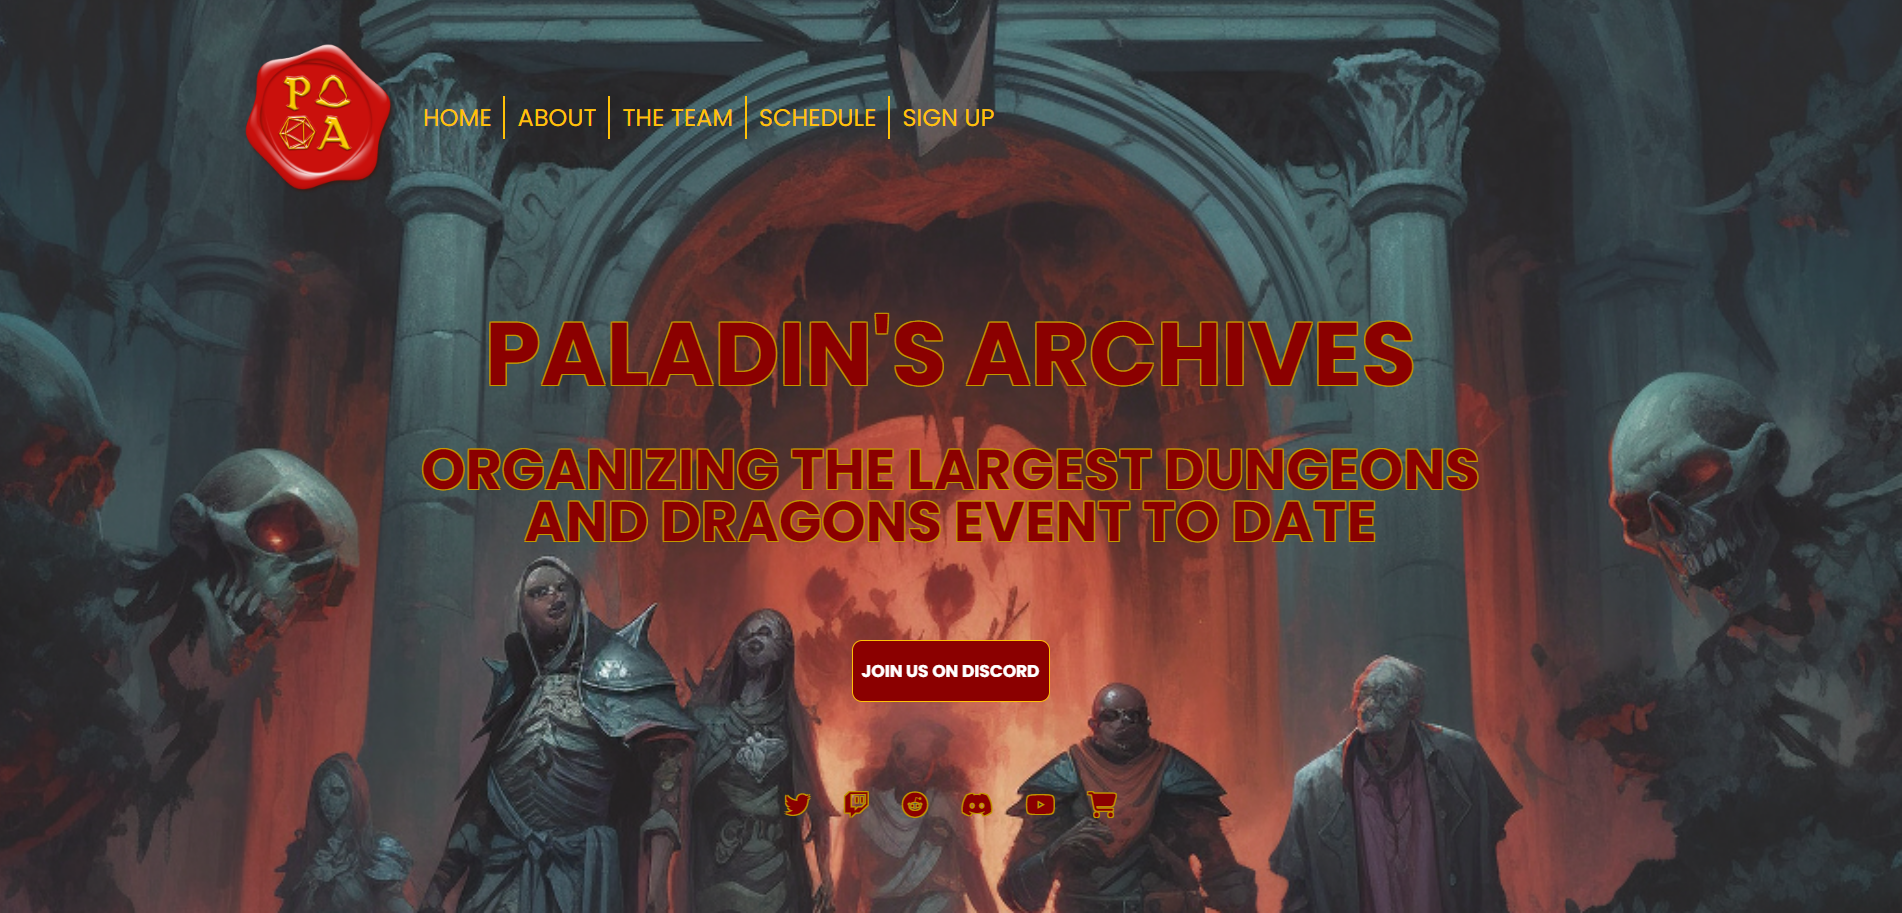 P A
A
HOME
ABOUT
THE TEAM
SCHEDULE
SIGN UP
PALADIN'S ARCHIVES
ORGANIZING THE LARGEST DUNGEONS
AND DRAGONS EVENT TO DATE
JOIN US ON DISCORD